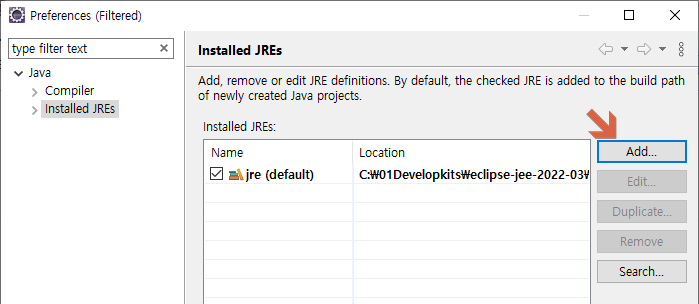 Preferences (Filtered)
type filter text
Java
Compiler
Installed JREs
Installed JREs
Add, remove or edit JRE definitions. By default, the checked JRE is added to the build path
of newly created Java projects.
Installed JREs:
Name Location
jre (default) C:₩01Developkits₩eclipse-jee-2022-03₩
Add...
Edit...
Duplicate...
Remove
Search...